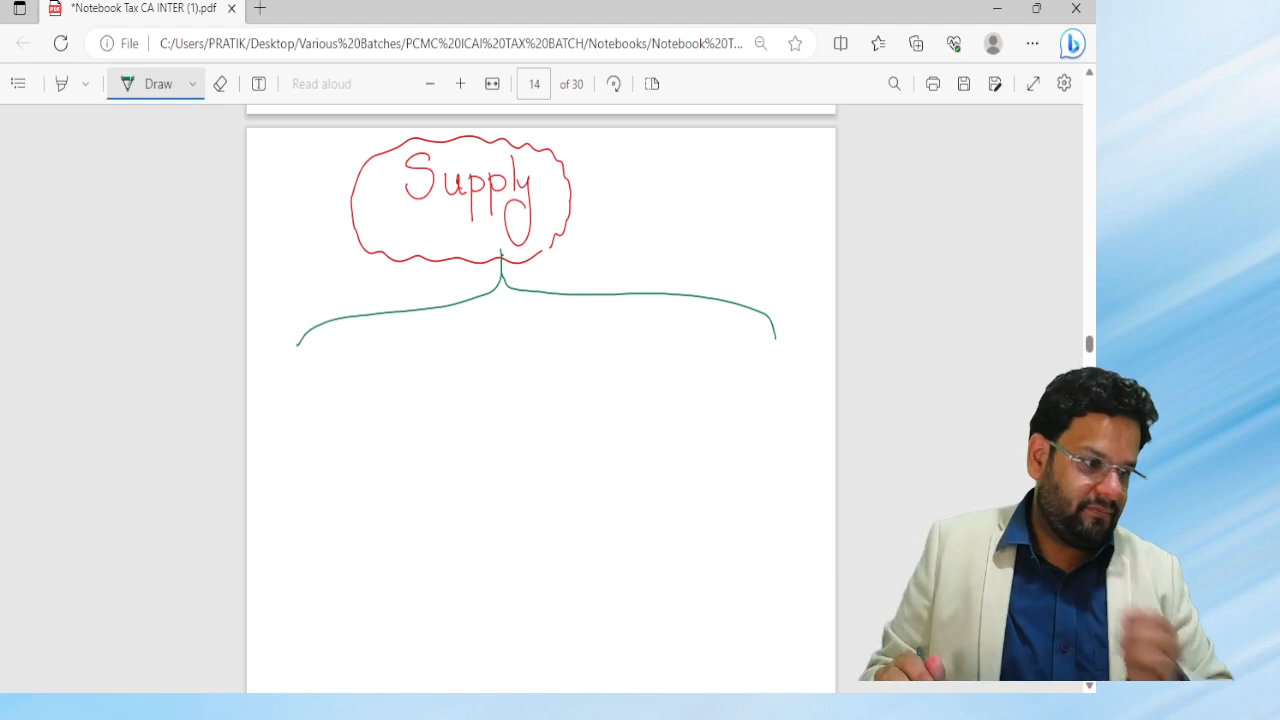 *Notebook Tax CA INTER (1).pdf
File C:/Users/PRATIK/Desktop/Various%20Batches/PCMC%20ICAI%20TAX%20BATCH/Notebooks/Notebook%20T...
Draw Read aloud 14 of 30
Supply